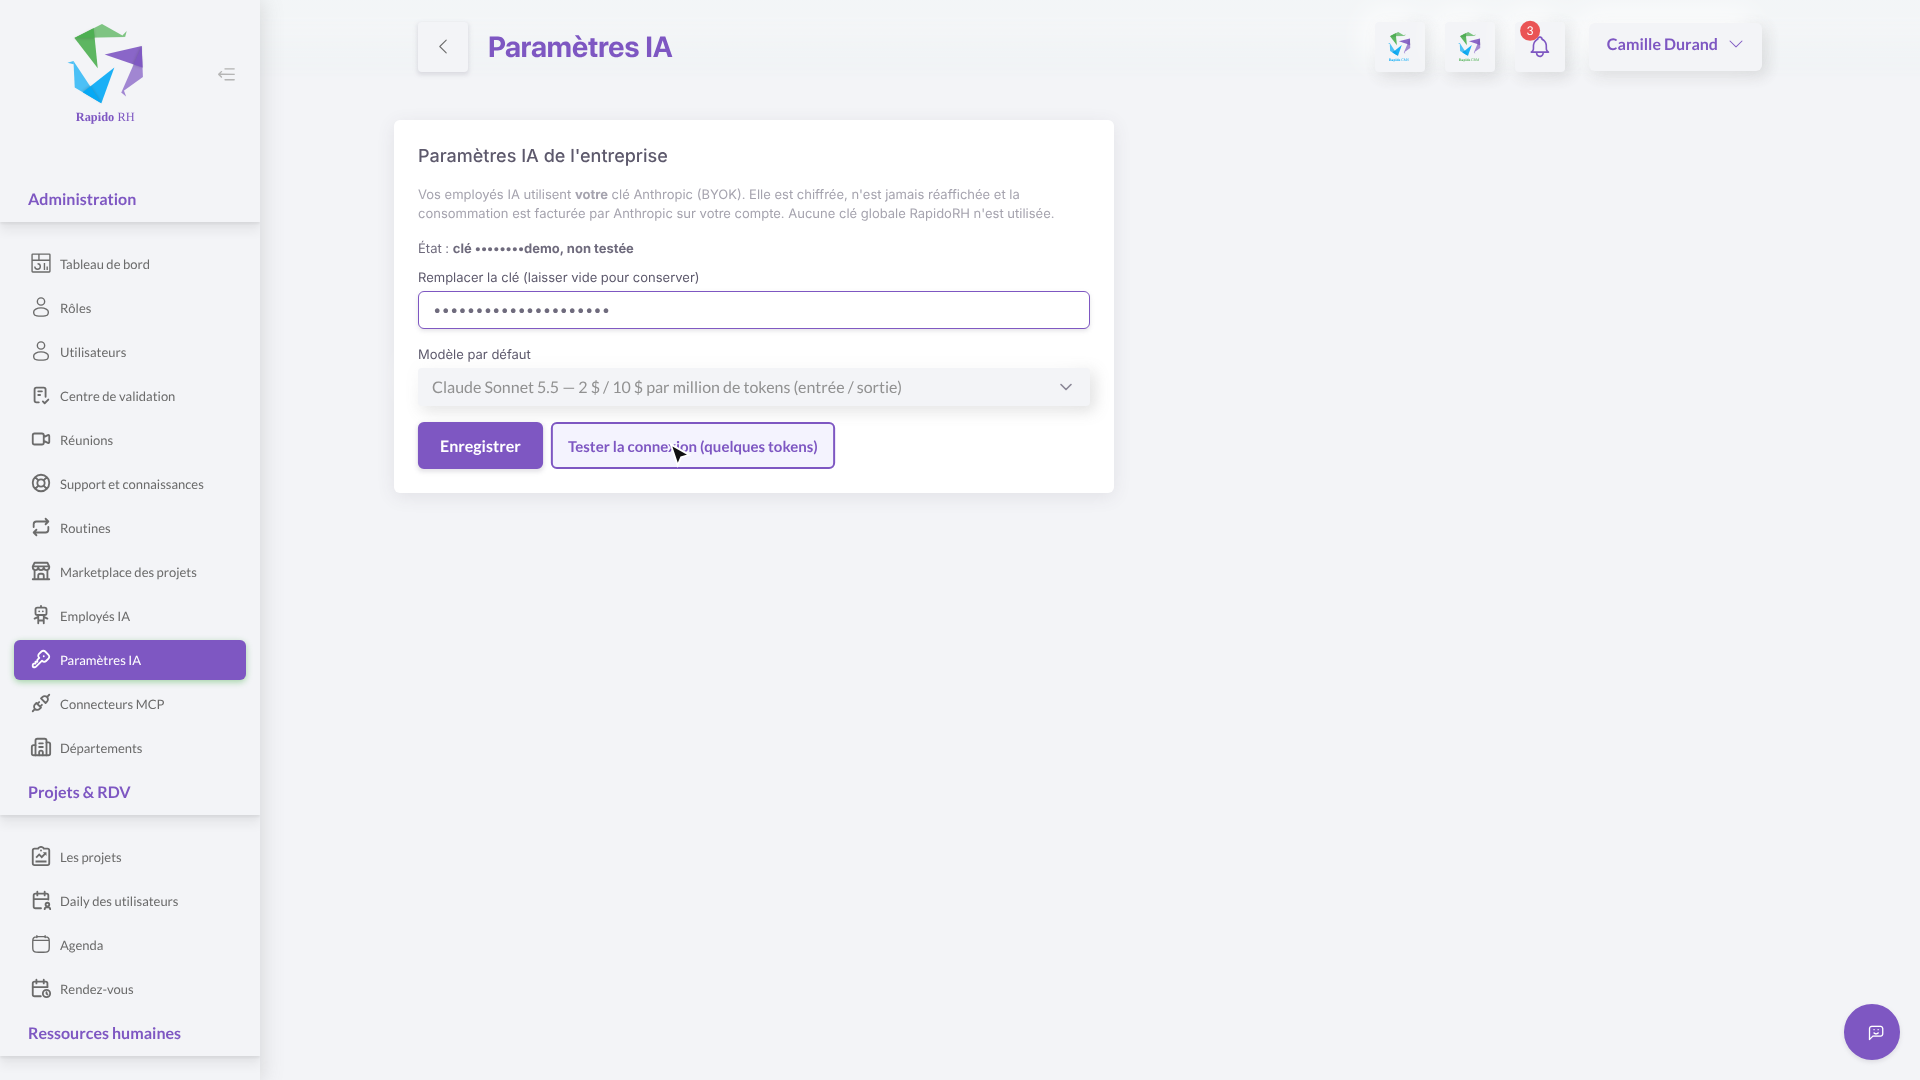 Rapido RH
Administration
Tableau de bord
Rôles
Utilisateurs
Centre de validation
Réunions
Support et connaissances
Routines
Marketplace des projets
Employés IA
Paramètres IA
Connecteurs MCP
Départements
Projets & RDV
Les projets
Daily des utilisateurs
Agenda
Rendez-vous
Ressources humaines
Paramètres IA
3
Camille Durand
Paramètres IA de l'entreprise
Vos employés IA utilisent votre clé Anthropic (BYOK). Elle est chiffrée, n'est jamais réaffichée et la
consommation est facturée par Anthropic sur votre compte. Aucune clé globale RapidoRH n'est utilisée.
État : clé ••••••••demo, non testée
Remplacer la clé (laisser vide pour conserver)
•••••••••••••••••••••
Modèle par défaut
Claude Sonnet 5.5 — 2 $ / 10 $ par million de tokens (entrée / sortie)
Enregistrer
Tester la connexion (quelques tokens)